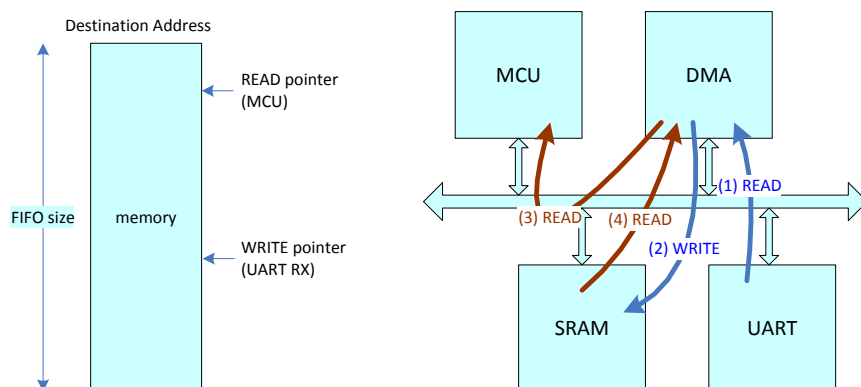 Destination Address
READ pointer
(MCU)
FIFO size
memory
WRITE pointer
(UART RX)
MCU
DMA
(1) READ
(3) READ
(4) READ
(2) WRITE
SRAM
UART